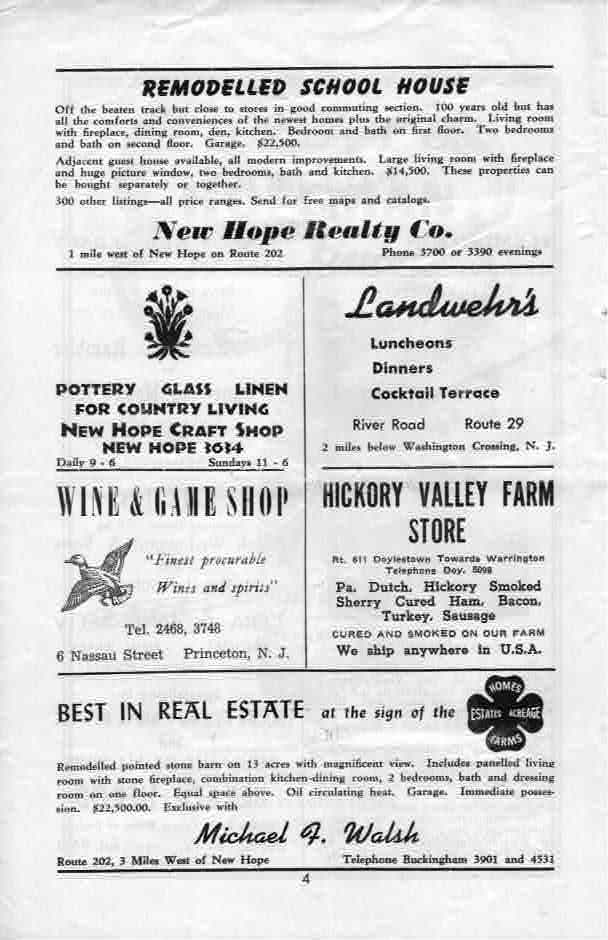 REMODELLED SCHOOL HOUSE
Off the beaten track but close to stores in good commuting section. 100 years old but has
all the comforts and conveniences of the newest homes plus the original charm. Living room
with fireplace, dining room, den, kitchen. Bedroom and bath on first floor. Two bedrooms
and bath on second floor. Garage. $22,500.
Adjacent guest house available, all modern improvements. Large living room with fireplace
and huge picture window, two bedrooms, bath and kitchen. $14,500. These properties can
be bought separately or together.
300 other listings—all price ranges. Send for free maps and catalogs.
New Hope Realty Co.
1 mile west of New Hope on Route 202 Phone 3700 or 3390 evenings
POTTERY GLASS LINEN
FOR COUNTRY LIVING
NEW HOPE CRAFT SHOP
NEW HOPE 3634
Daily 9 - 6 Sundays 11 - 6
Landwehr's
Luncheons
Dinners
Cocktail Terrace
River Road Route 29
2 miles below Washington Crossing, N. J.
WINE & GAME SHOP
"Finest procurable
Wines and spirits"
Tel. 2468, 3748
6 Nassau Street Princeton, N. J.
HICKORY VALLEY FARM
STORE
Rt. 611 Doylestown Towards Warrington
Telephone Doy. 5098
Pa. Dutch, Hickory Smoked
Sherry Cured Ham, Bacon,
Turkey, Sausage
CURED AND SMOKED ON OUR FARM
We ship anywhere in U.S.A.
BEST IN REAL ESTATE at the sign of the
HOMES
ESTATES ACREAGE
FARMS
Remodelled pointed stone barn on 13 acres with magnificent view. Includes panelled living
room with stone fireplace, combination kitchen-dining room, 2 bedrooms, bath and dressing
room on one floor. Equal space above. Oil circulating heat. Garage. Immediate posses-
sion. $22,500.00. Exclusive with
Michael F. Walsh
Route 202, 3 Miles West of New Hope Telephone Buckingham 3901 and 4531
4